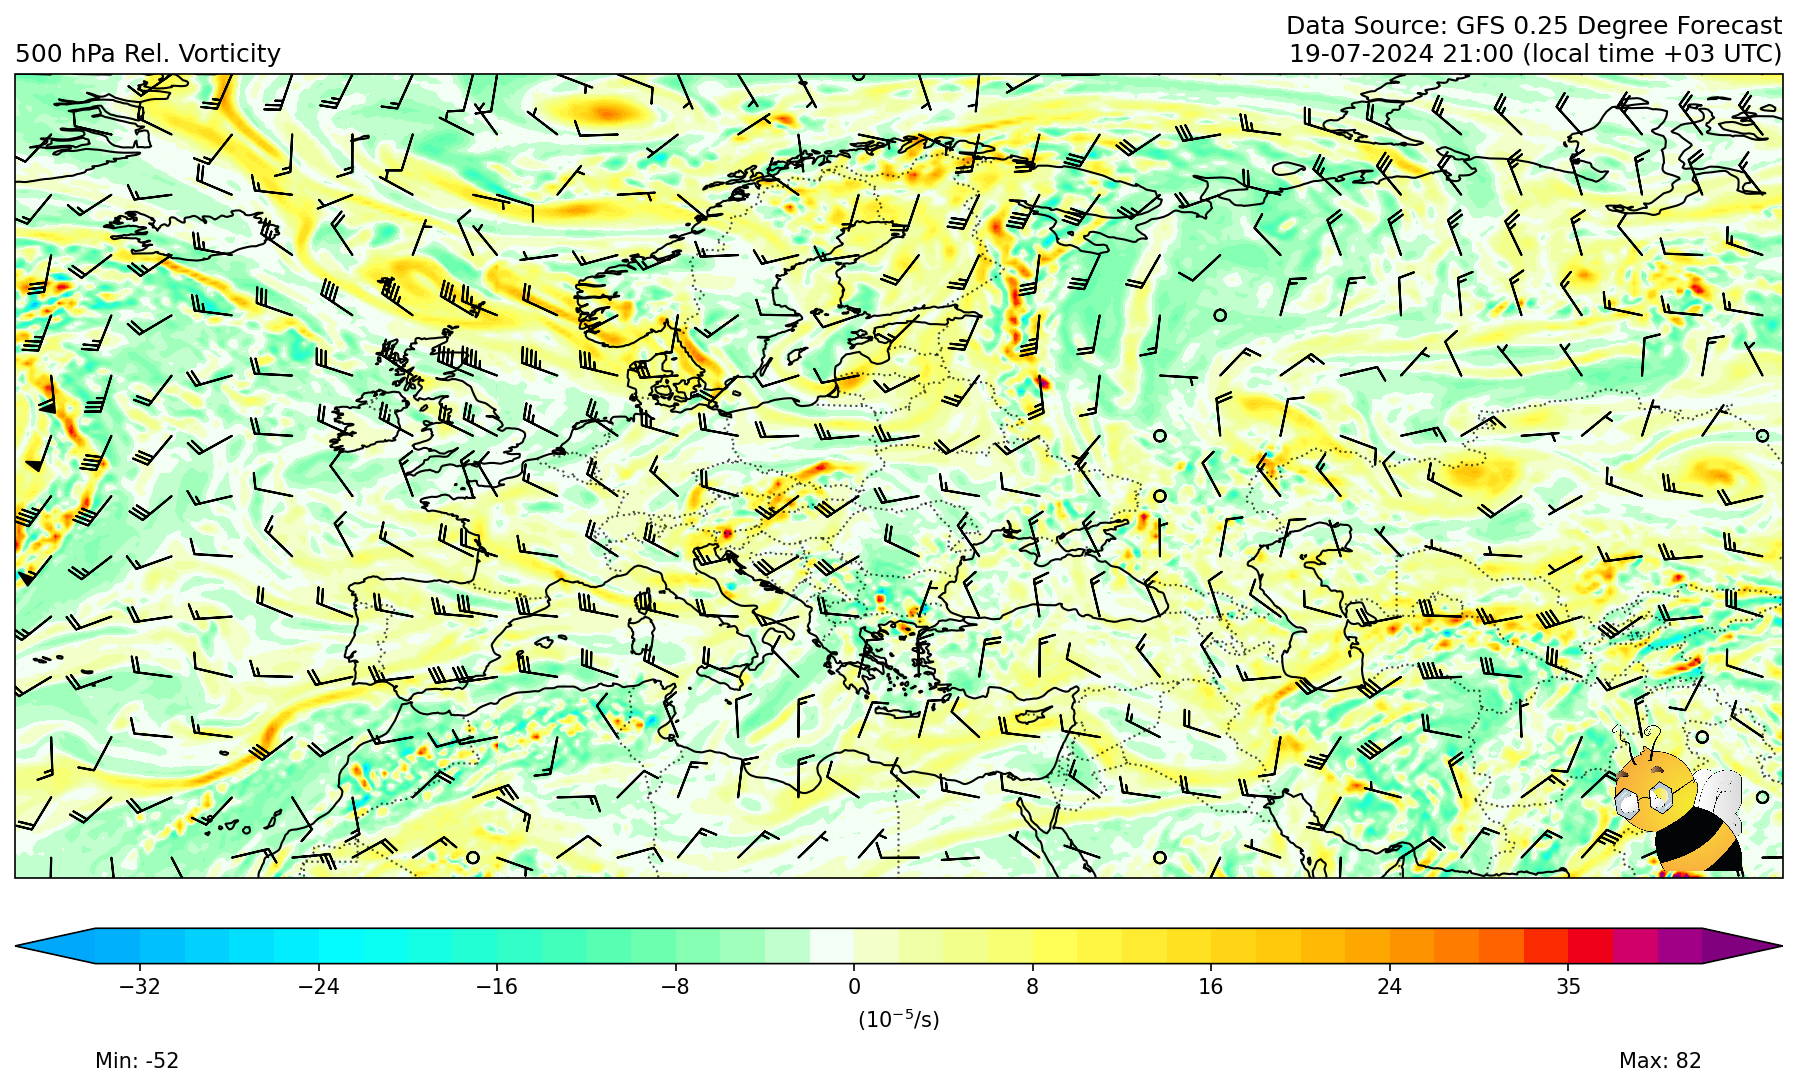 Data Source: GFS 0.25 Degree Forecast
500 hPa Rel. Vorticity
19-07-2024 21:00 (local time +03 UTC)
−32 −24 −16 −8 0 8 16 24 35
(10⁻⁵/s)
Min: -52
Max: 82